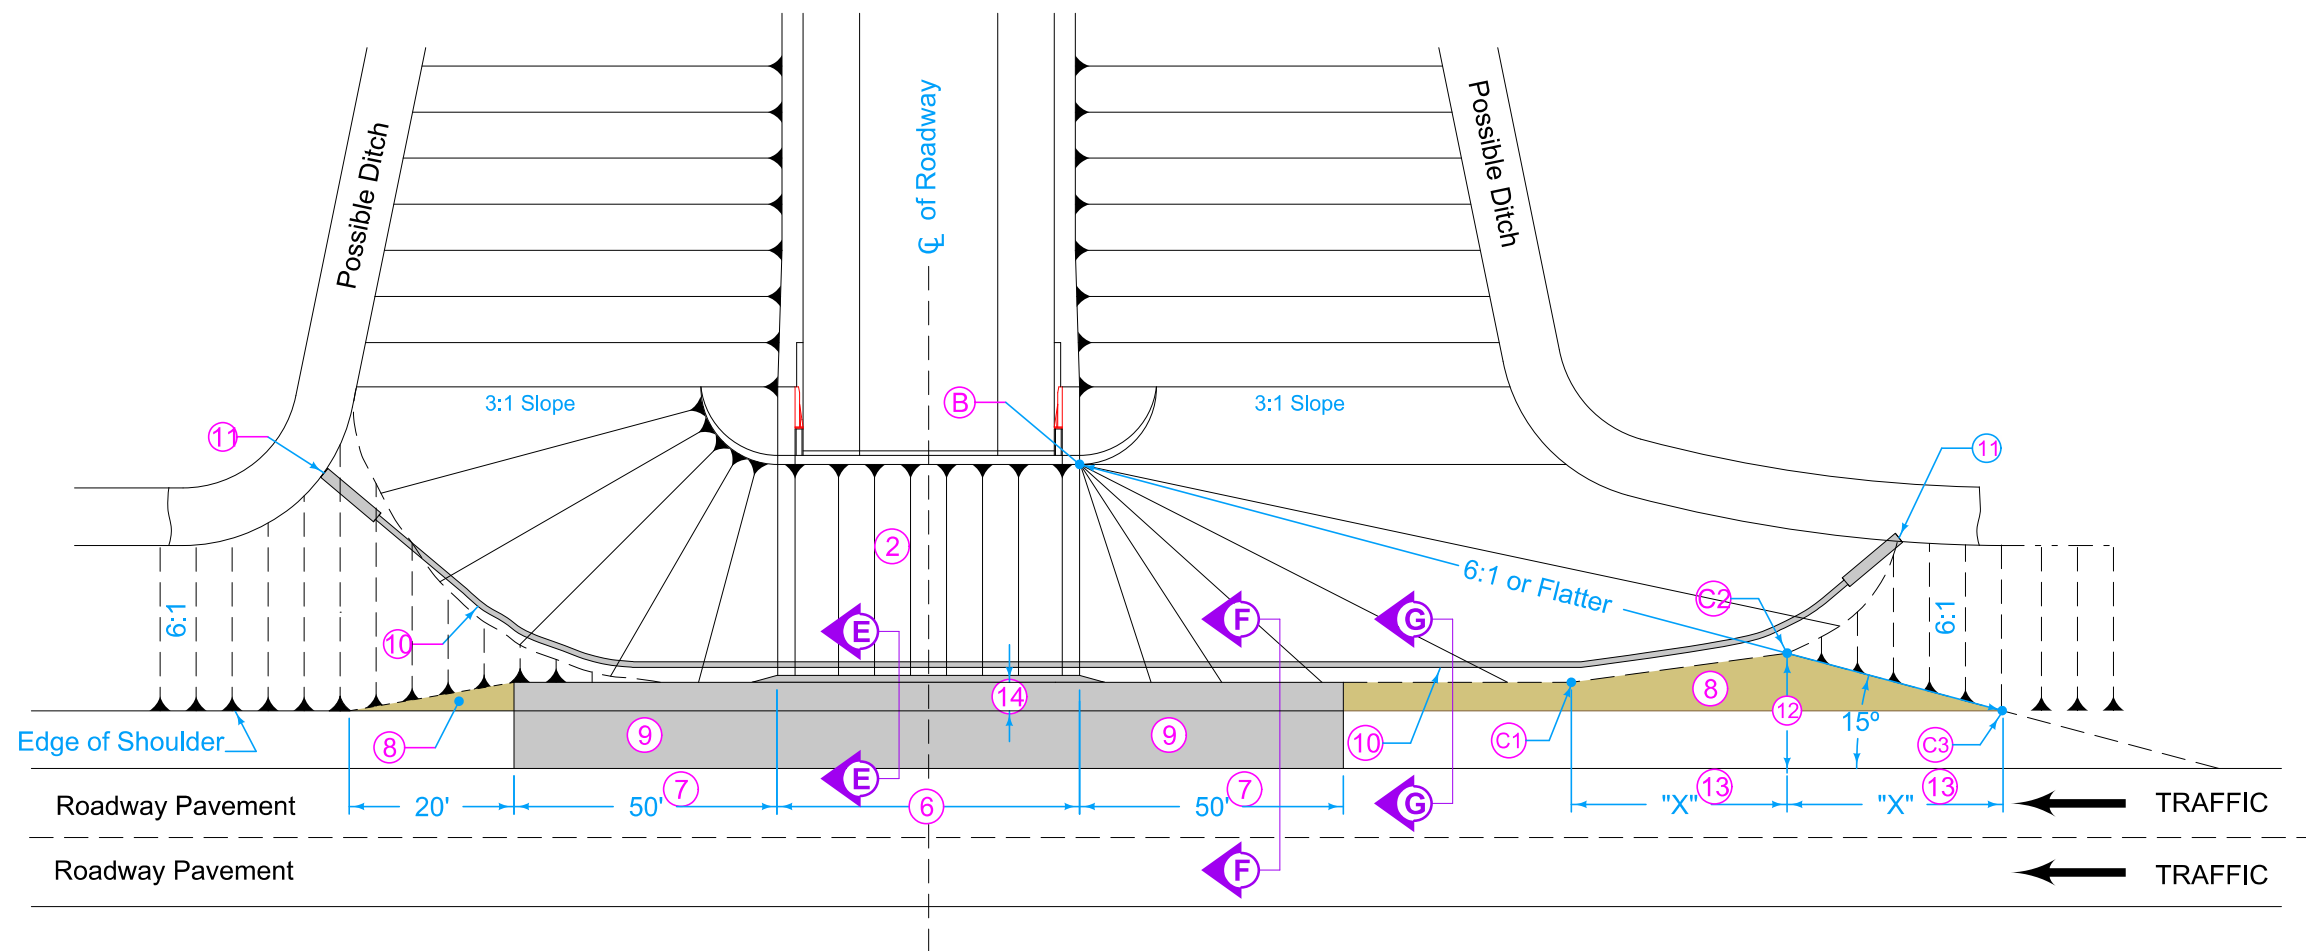 Possible Ditch
℄ of Roadway
Possible Ditch
3:1 Slope
B
3:1 Slope
11
11
2
6:1 or Flatter
C2
6:1
6:1
10
E
F
G
14
8
12
15º
Edge of Shoulder
8
9
9
10
C1
C3
E
Roadway Pavement
20'
50'
7
6
50'
7
G
"X"
13
"X"
13
TRAFFIC
Roadway Pavement
F
TRAFFIC